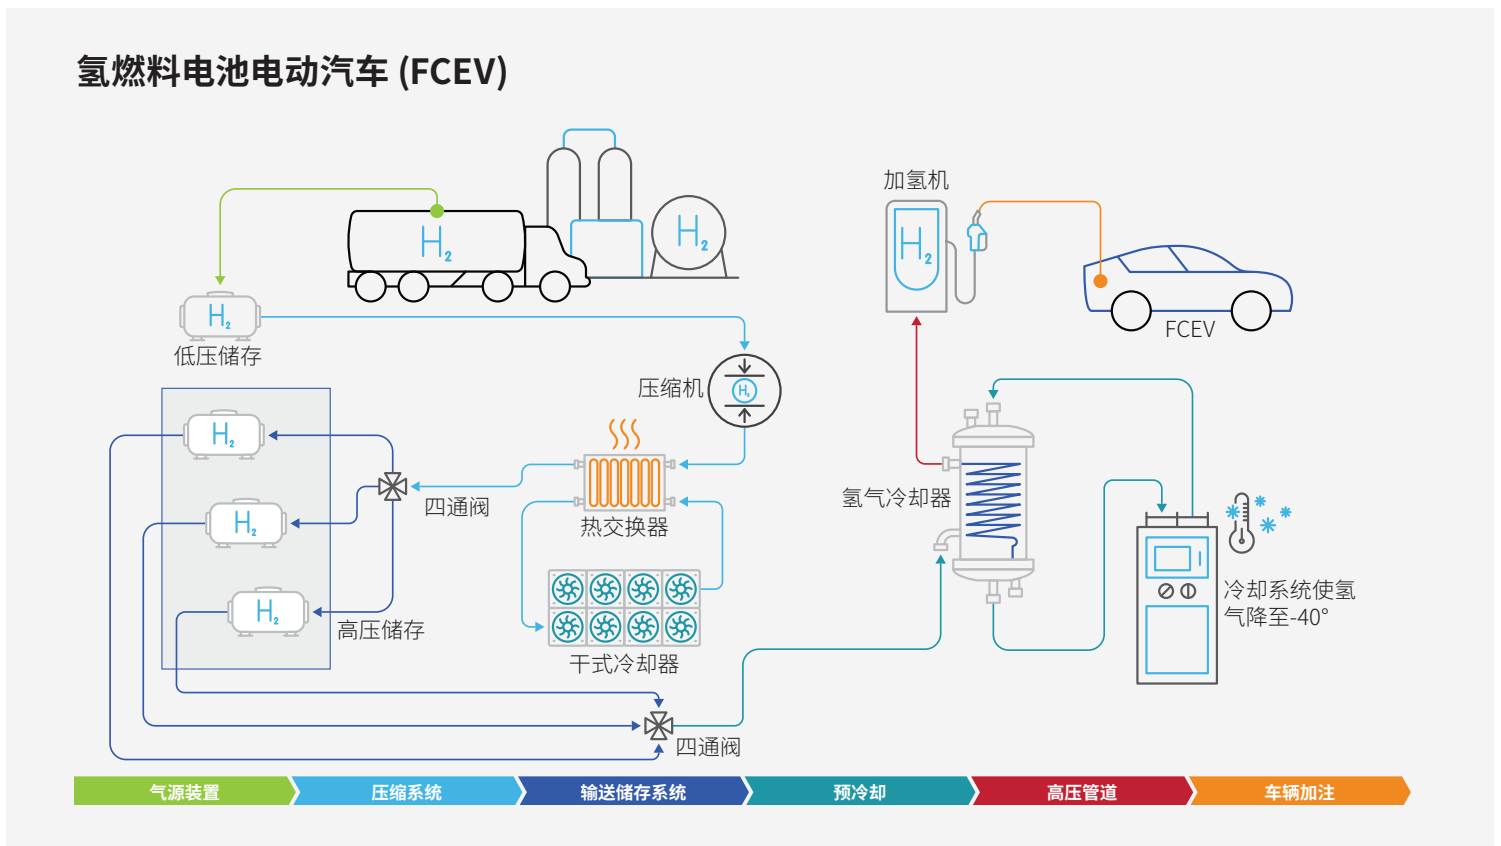 氢燃料电池电动汽车 (FCEV)
加氢机
H2
H2
H2
H2
FCEV
H2
低压储存
压缩机
H2
H2
四通阀
热交换器
氢气冷却器
H2
H2
高压储存
干式冷却器
冷却系统使氢
气降至-40°
四通阀
气源装置
压缩系统
输送储存系统
预冷却
高压管道
车辆加注